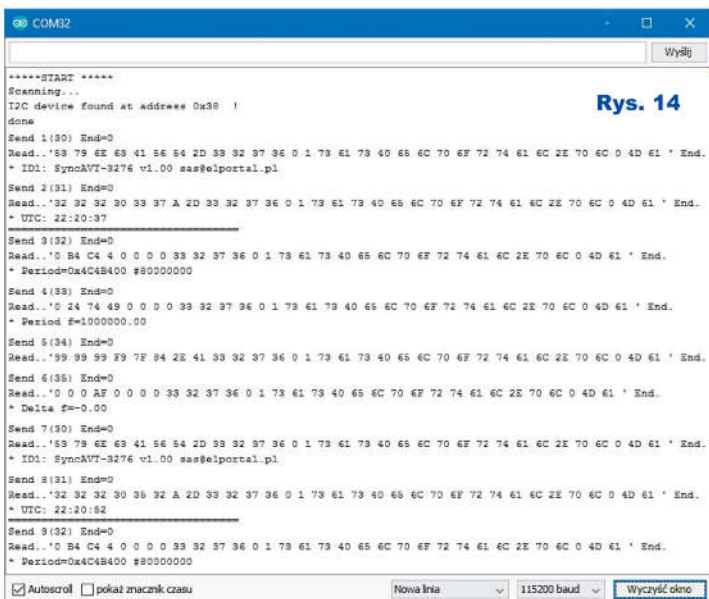 COM32
Wyślij
*****START *****
Scanning...
I2C device found at address 0x38 !
done
Rys. 14
Send 1(30) End=0
Read..'53 79 6E 63 41 56 54 2D 33 32 37 36 0 1 73 61 73 40 65 6C 70 6F 72 74 61 6C 2E 70 6C 0 4D 61 ' End.
* ID1: SyncAVT-3276 v1.00 sas@elportal.pl
Send 2(31) End=0
Read..'32 32 32 30 33 37 A 2D 33 32 37 36 0 1 73 61 73 40 65 6C 70 6F 72 74 61 6C 2E 70 6C 0 4D 61 ' End.
* UTC: 22:20:37
Send 3(32) End=0
Read..'0 B4 C4 4 0 0 0 0 33 32 37 36 0 1 73 61 73 40 65 6C 70 6F 72 74 61 6C 2E 70 6C 0 4D 61 ' End.
* Period=0x4C4B400 #80000000
Send 4(33) End=0
Read..'0 24 74 49 0 0 0 0 33 32 37 36 0 1 73 61 73 40 65 6C 70 6F 72 74 61 6C 2E 70 6C 0 4D 61 ' End.
* Period f=1000000.00
Send 5(34) End=0
Read..'99 99 99 F9 7F 84 2E 41 33 32 37 36 0 1 73 61 73 40 65 6C 70 6F 72 74 61 6C 2E 70 6C 0 4D 61 ' End.
Send 6(35) End=0
Read..'0 0 0 AF 0 0 0 0 33 32 37 36 0 1 73 61 73 40 65 6C 70 6F 72 74 61 6C 2E 70 6C 0 4D 61 ' End.
* Delta f=-0.00
Send 7(30) End=0
Read..'53 79 6E 63 41 56 54 2D 33 32 37 36 0 1 73 61 73 40 65 6C 70 6F 72 74 61 6C 2E 70 6C 0 4D 61 ' End.
* ID1: SyncAVT-3276 v1.00 sas@elportal.pl
Send 8(31) End=0
Read..'32 32 32 30 35 32 A 2D 33 32 37 36 0 1 73 61 73 40 65 6C 70 6F 72 74 61 6C 2E 70 6C 0 4D 61 ' End.
* UTC: 22:20:52
Send 9(32) End=0
Read..'0 B4 C4 4 0 0 0 0 33 32 37 36 0 1 73 61 73 40 65 6C 70 6F 72 74 61 6C 2E 70 6C 0 4D 61 ' End.
* Period=0x4C4B400 #80000000
Autoscroll pokaż znacznik czasu Nowa linia 115200 baud Wyczyść okno